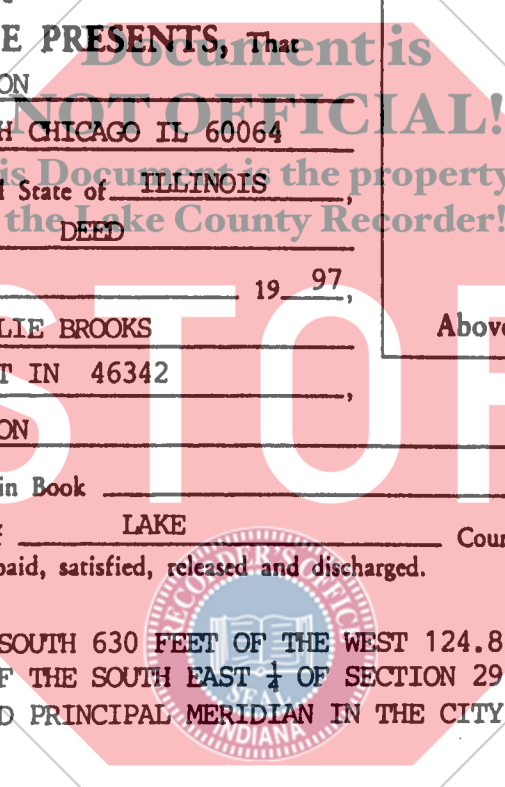 E PRESENTS, That
Document is
ON
NOT OFFICIAL!
H CHICAGO IL 60064
is Document is the property
State of ILLINOIS,
the Lake County Recorder!
DEED
19 97,
LIE BROOKS
Above
T IN 46342,
STOP
ON
in Book
LAKE Coun
paid, satisfied, released and discharged.
RECORDER'S OFFICE
SOUTH 630 FEET OF THE WEST 124.8
F THE SOUTH EAST ¼ OF SECTION 29
SEAL
D PRINCIPAL MERIDIAN IN THE CITY
INDIANA